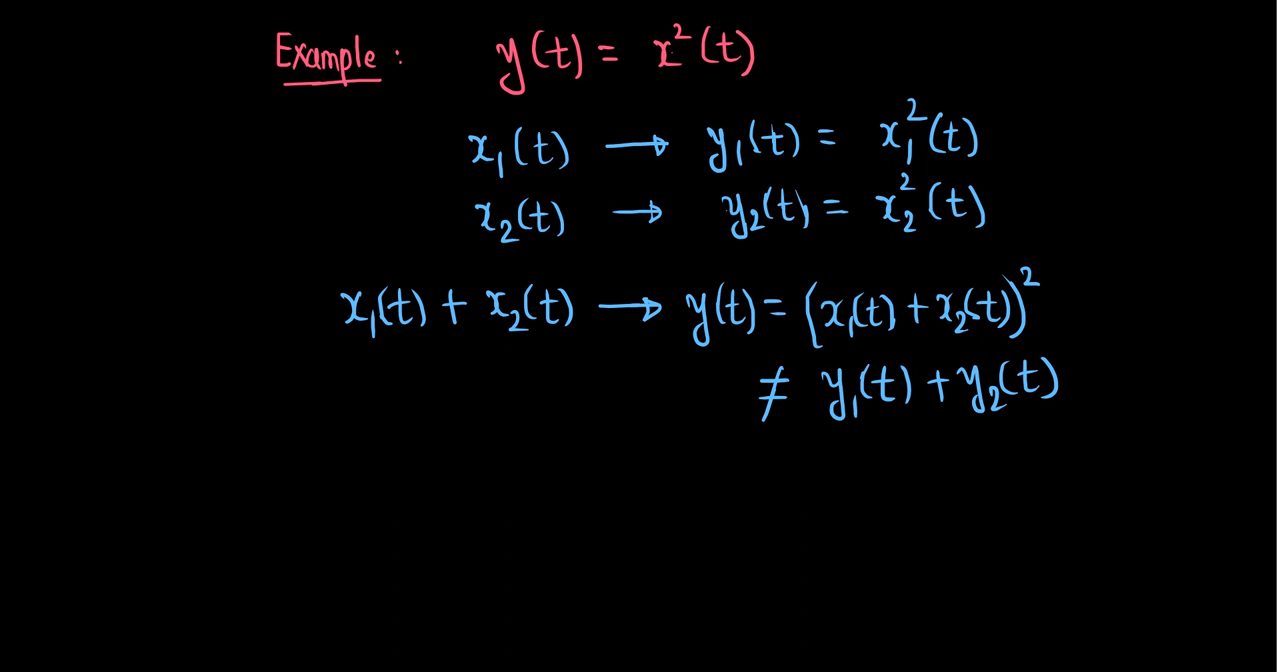 Example : y(t) = x²(t)
x₁(t) → y₁(t) = x₁²(t)
x₂(t) → y₂(t) = x₂²(t)
x₁(t) + x₂(t) → y(t) = (x₁(t) + x₂(t))²
≠ y₁(t) + y₂(t)